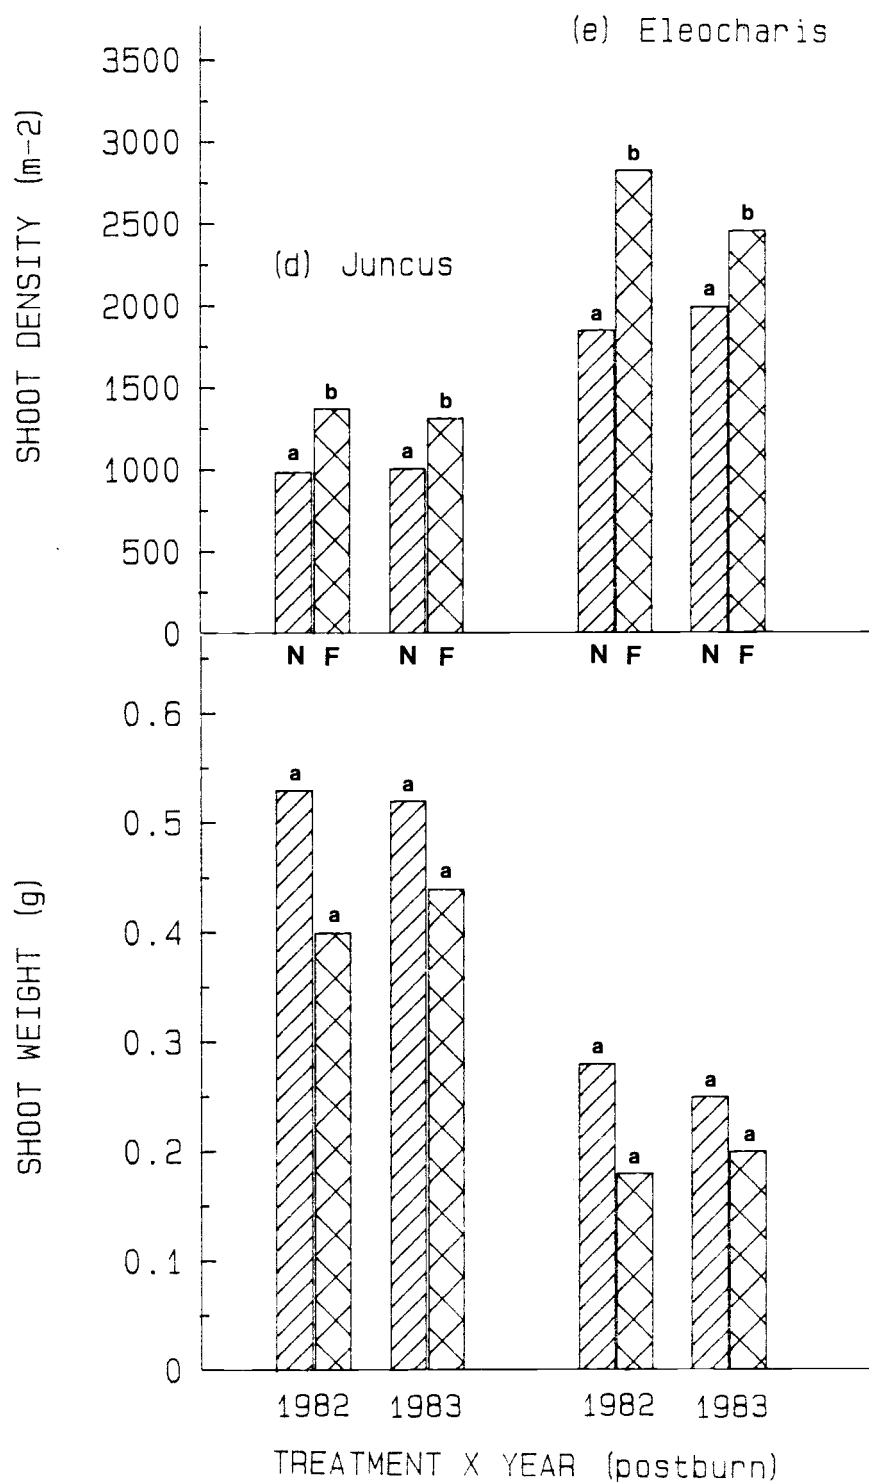 (e) Eleocharis
3500
3000
2500
2000
1500
1000
500
0
SHOOT DENSITY (m-2)
(d) Juncus
a b a b
a b a b
N F N F N F N F
0.6
0.5
0.4
0.3
0.2
0.1
0
SHOOT WEIGHT (g)
a a a a
a a a a
1982 1983 1982 1983
TREATMENT X YEAR (postburn)